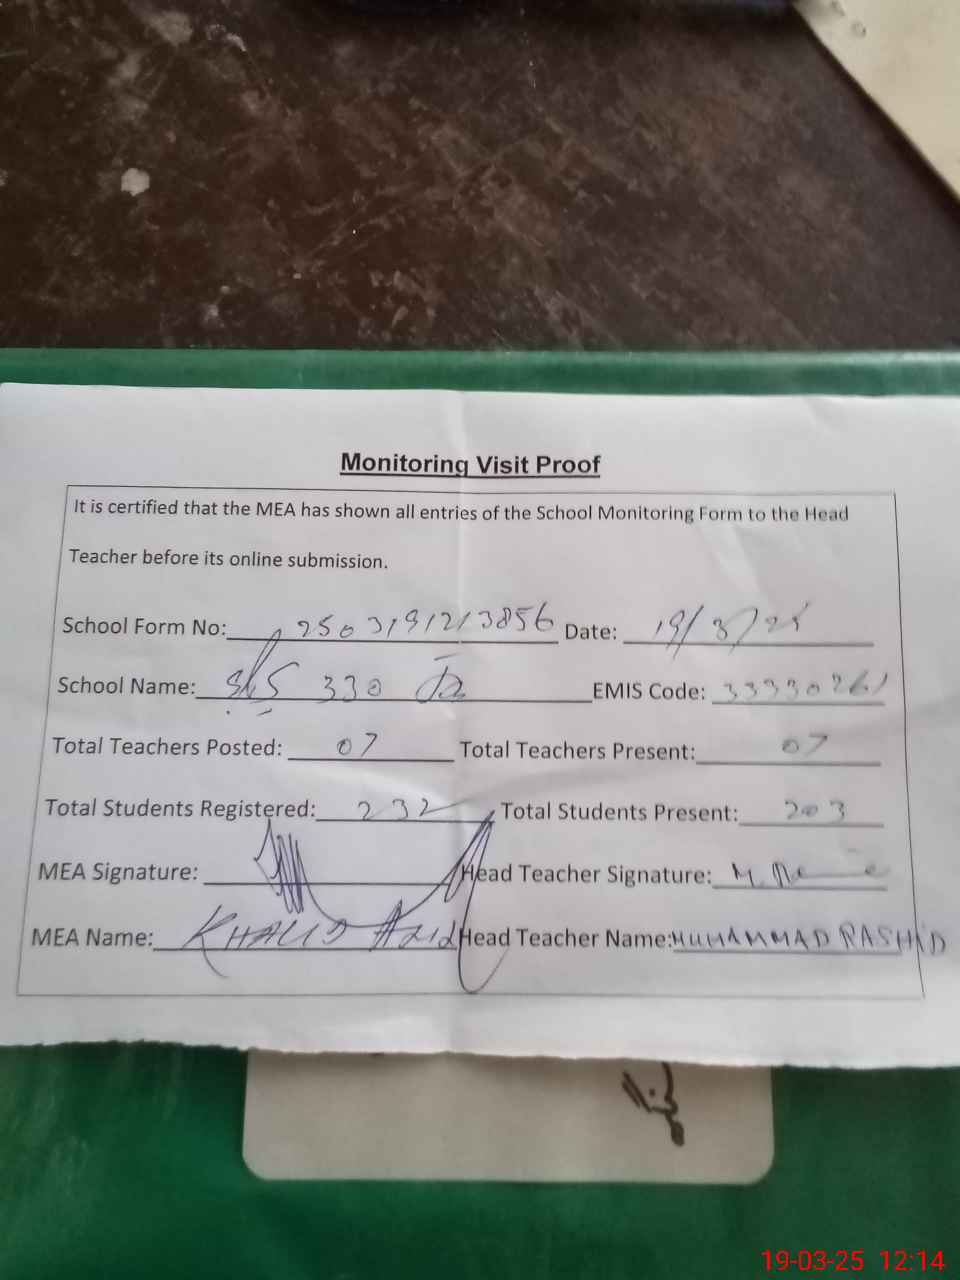 Monitoring Visit Proof
It is certified that the MEA has shown all entries of the School Monitoring Form to the Head
Teacher before its online submission.
School Form No: 2503191213856 Date: 19/3/25
School Name: 330 EMIS Code: 33330261
Total Teachers Posted: 07 Total Teachers Present: 07
Total Students Registered: 232 Total Students Present: 203
MEA Signature: Head Teacher Signature:
MEA Name: KHALID AZIZ Head Teacher Name: MUHAMMAD RASHID
19-03-25 12:14